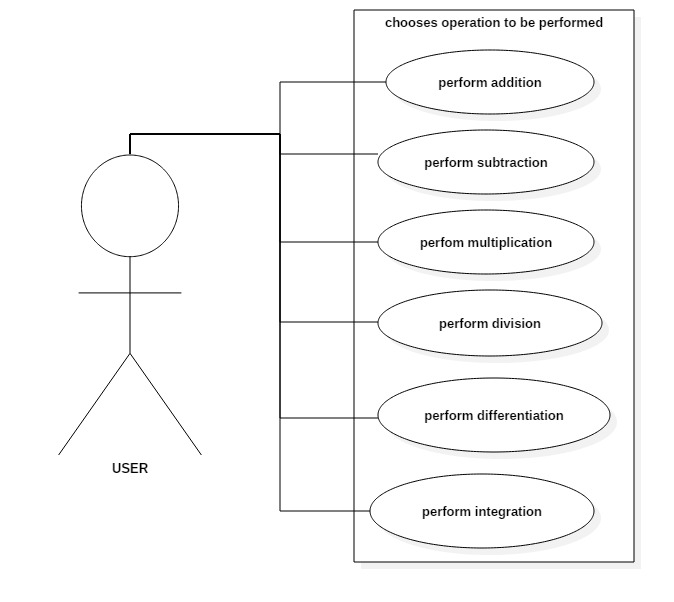 chooses operation to be performed
perform addition
perform subtraction
perfom multiplication
perform division
perform differentiation
perform integration
USER